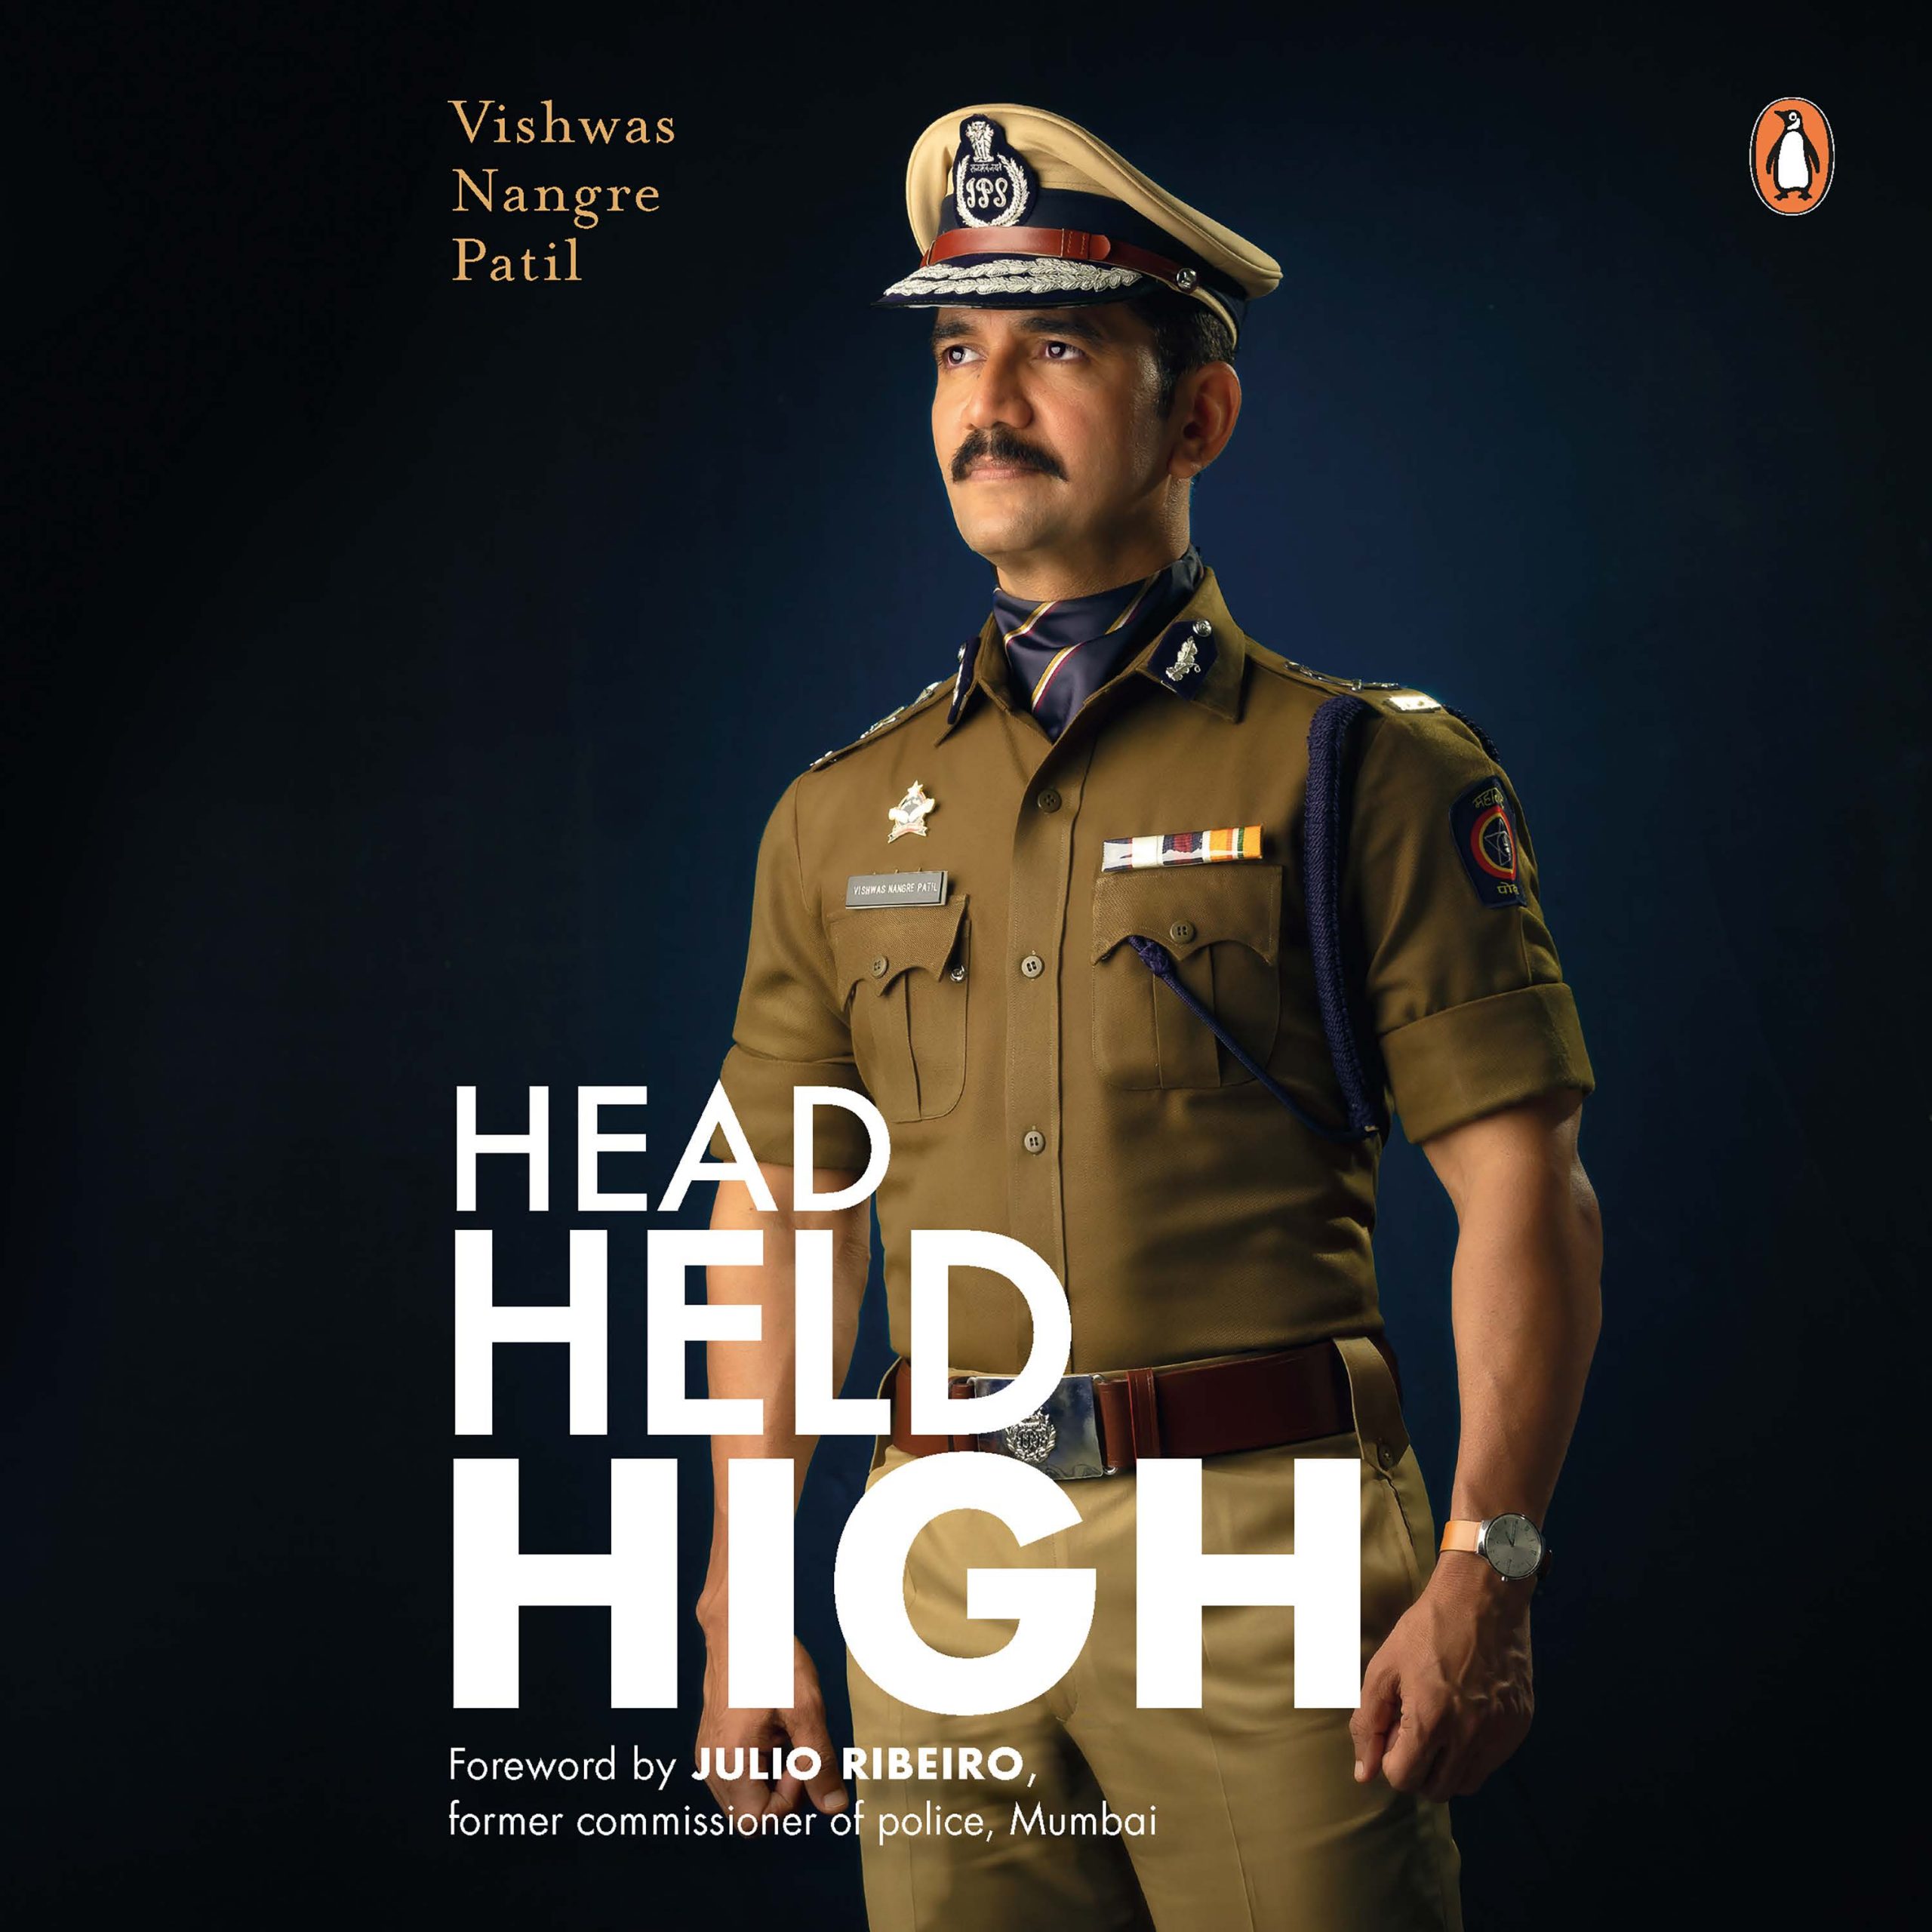 Vishwas
Nangre
Patil
IPS
VISHWAS NANGRE PATIL
HEAD
HELD
HIGH
Foreword by JULIO RIBEIRO,
former commissioner of police, Mumbai